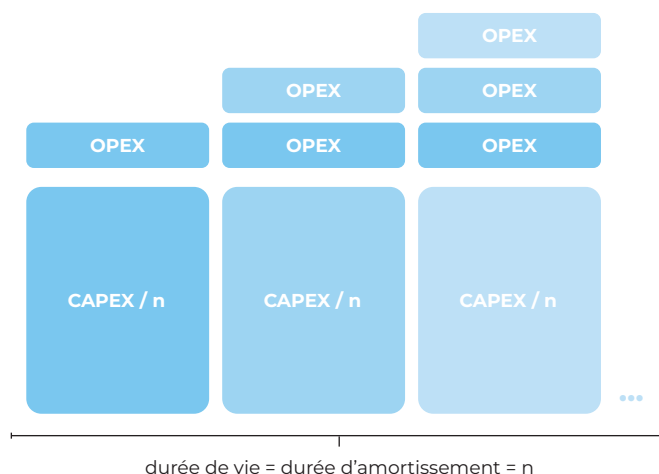 OPEX
OPEX
OPEX
OPEX
OPEX
OPEX
CAPEX / n
CAPEX / n
CAPEX / n
...
durée de vie = durée d'amortissement = n